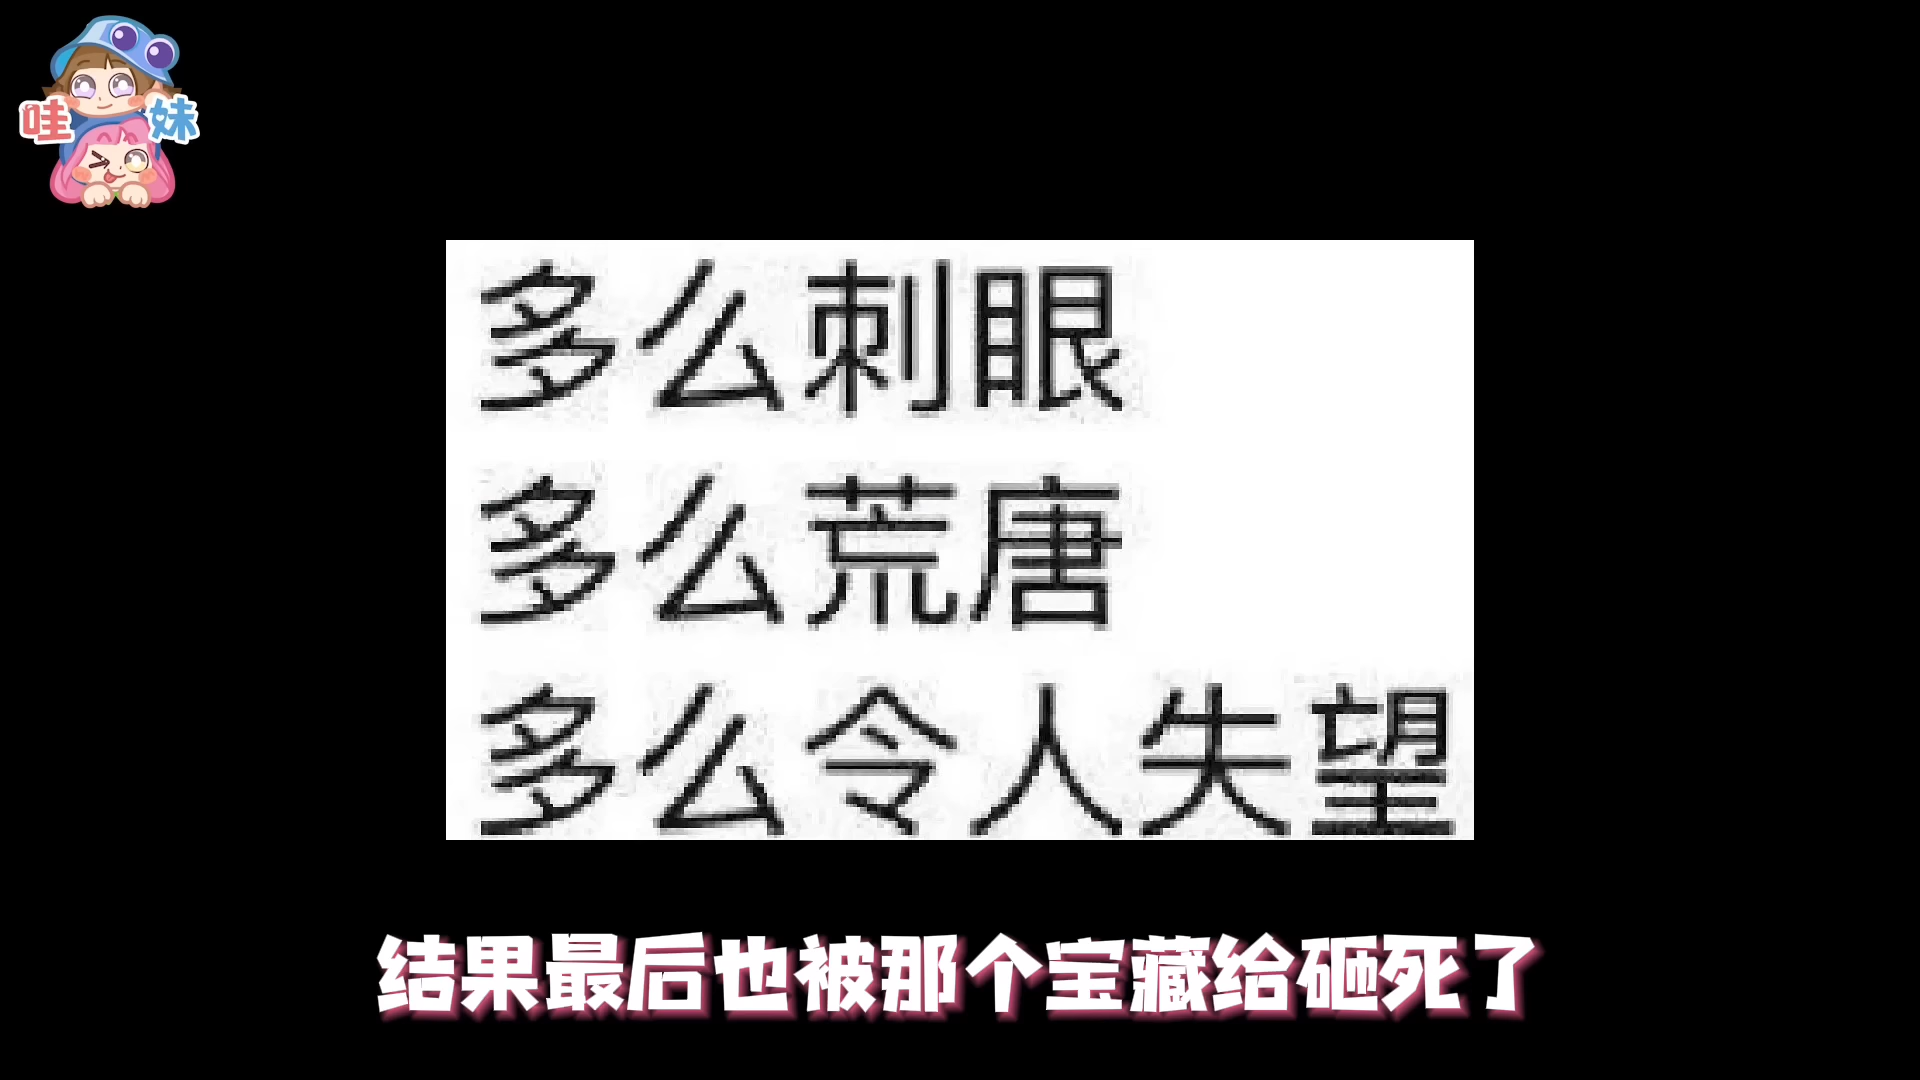 哇妹
多么刺眼
多么荒唐
多么令人失望
结果最后也被那个宝藏给砸死了